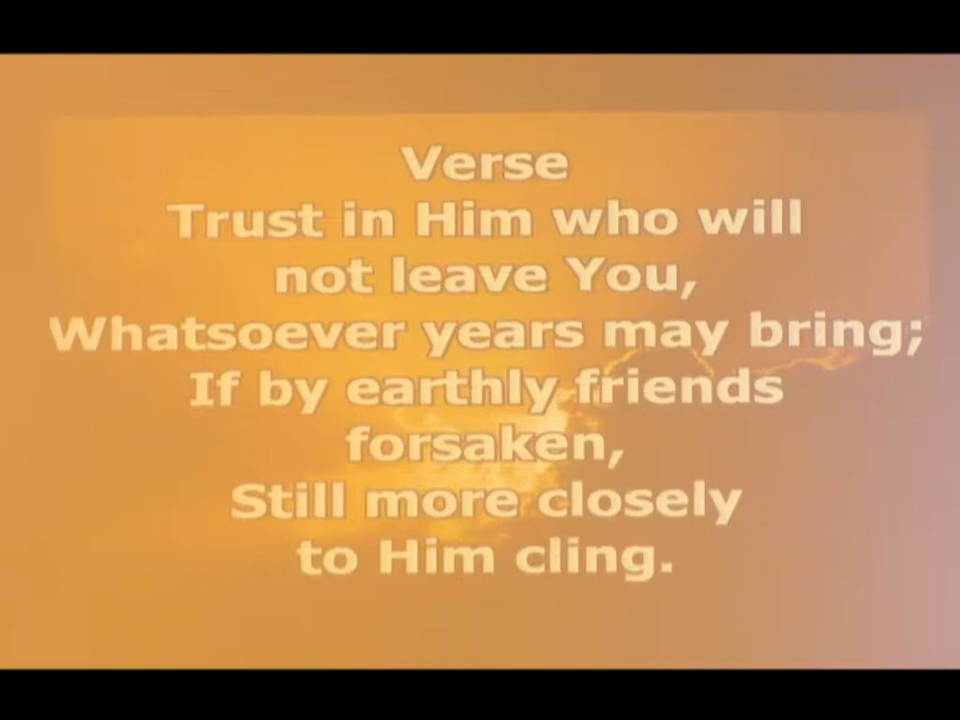 Verse
Trust in Him who will
not leave You,
Whatsoever years may bring;
If by earthly friends
forsaken,
Still more closely
to Him cling.